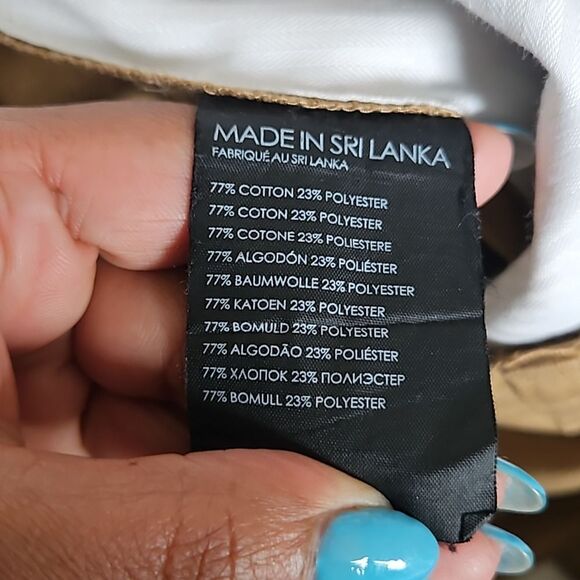 MADE IN SRI LANKA
FABRIQUÉ AU SRI LANKA
77% COTTON 23% POLYESTER
77% COTON 23% POLYESTER
77% COTONE 23% POLIESTERE
77% ALGODÓN 23% POLIÉSTER
77% BAUMWOLLE 23% POLYESTER
77% KATOEN 23% POLYESTER
77% BOMULD 23% POLYESTER
77% ALGODÃO 23% POLIÉSTER
77% ХЛОПОК 23% ПОЛИЭСТЕР
77% BOMULL 23% POLYESTER